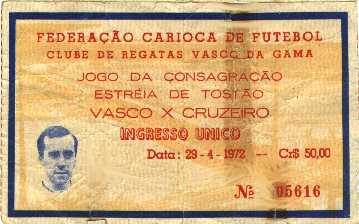 FEDERAÇÃO CARIOCA DE FUTEBOL
CLUBE DE REGATAS VASCO DA GAMA
JOGO DA CONSAGRAÇÃO
ESTRÉIA DE TOSTÃO
VASCO X CRUZEIRO
INGRESSO UNICO
Data: 29-4-1972 -- Cr$ 50,00
Nº 05616